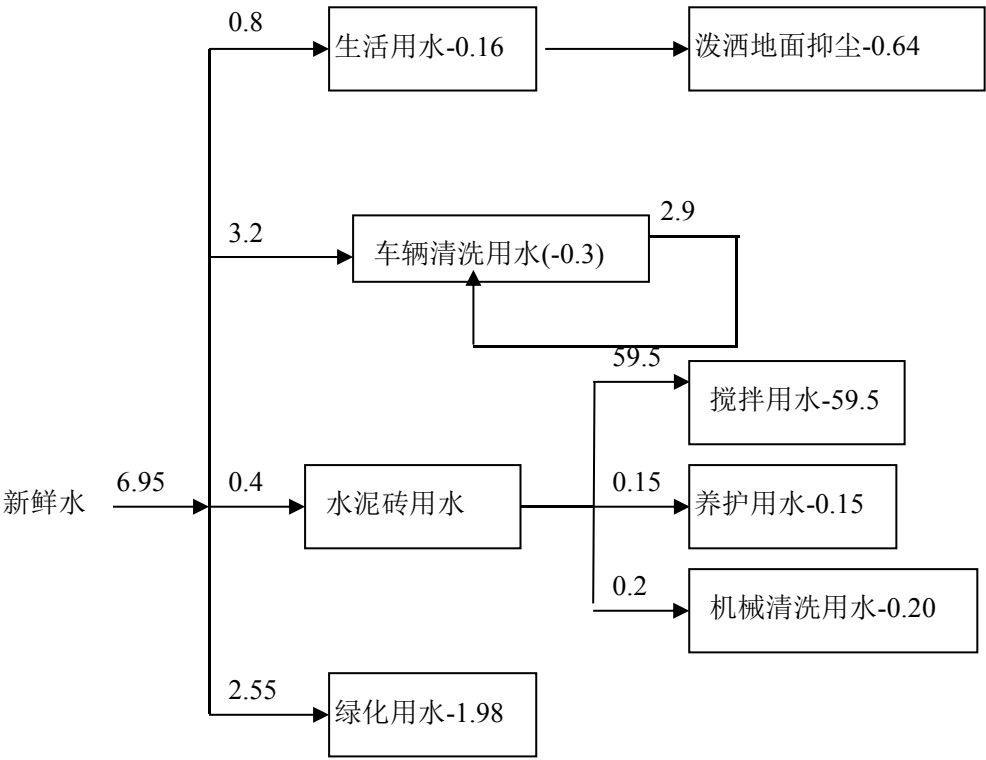 0.8
生活用水-0.16
泼洒地面抑尘-0.64
3.2
车辆清洗用水(-0.3)
2.9
59.5
搅拌用水-59.5
新鲜水
6.95
0.4
水泥砖用水
0.15
养护用水-0.15
0.2
机械清洗用水-0.20
2.55
绿化用水-1.98